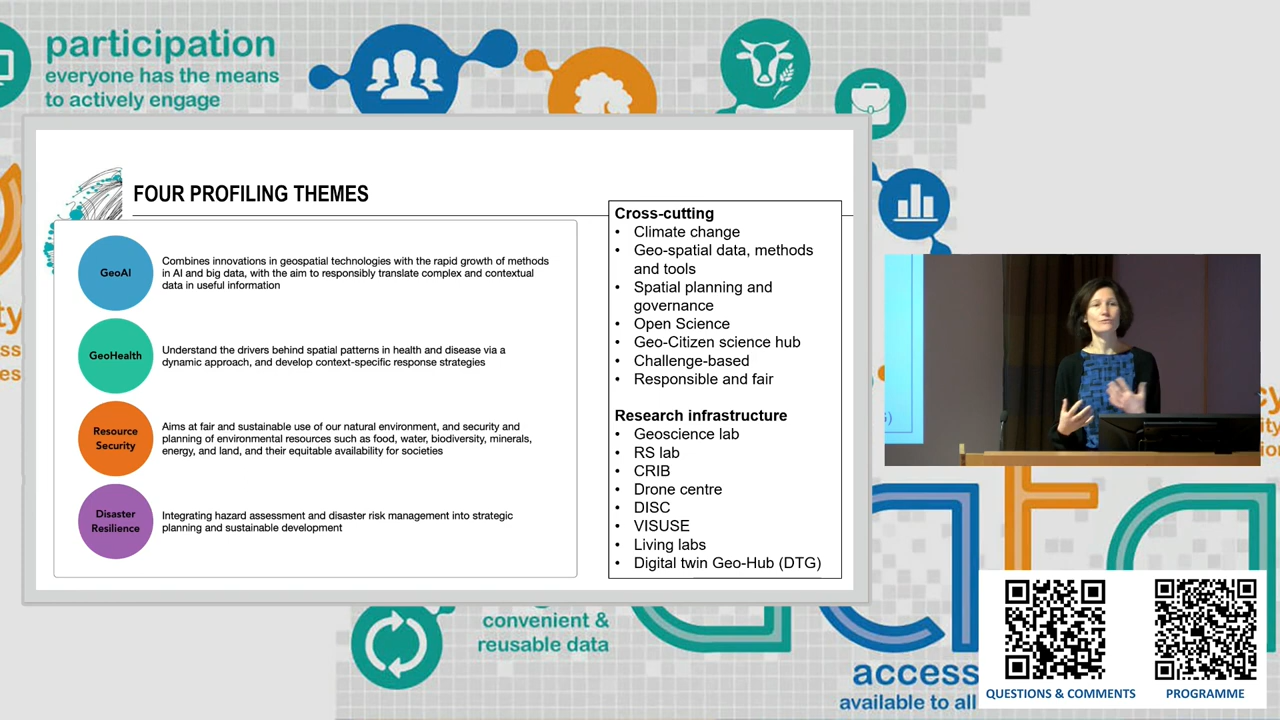 participation
everyone has the means
to actively engage
FOUR PROFILING THEMES
GeoAI
Combines innovations in geospatial technologies with the rapid growth of methods
in AI and big data, with the aim to responsibly translate complex and contextual
data in useful information
GeoHealth
Understand the drivers behind spatial patterns in health and disease via a
dynamic approach, and develop context-specific response strategies
Resource
Security
Aims at fair and sustainable use of our natural environment, and security and
planning of environmental resources such as food, water, biodiversity, minerals,
energy, and land, and their equitable availability for societies
Disaster
Resilience
Integrating hazard assessment and disaster risk management into strategic
planning and sustainable development
Cross-cutting
• Climate change
• Geo-spatial data, methods
and tools
• Spatial planning and
governance
• Open Science
• Geo-Citizen science hub
• Challenge-based
• Responsible and fair
Research infrastructure
• Geoscience lab
• RS lab
• CRIB
• Drone centre
• DISC
• VISUSE
• Living labs
• Digital twin Geo-Hub (DTG)
convenient &
reusable data
access
available to all
QUESTIONS & COMMENTS
PROGRAMME